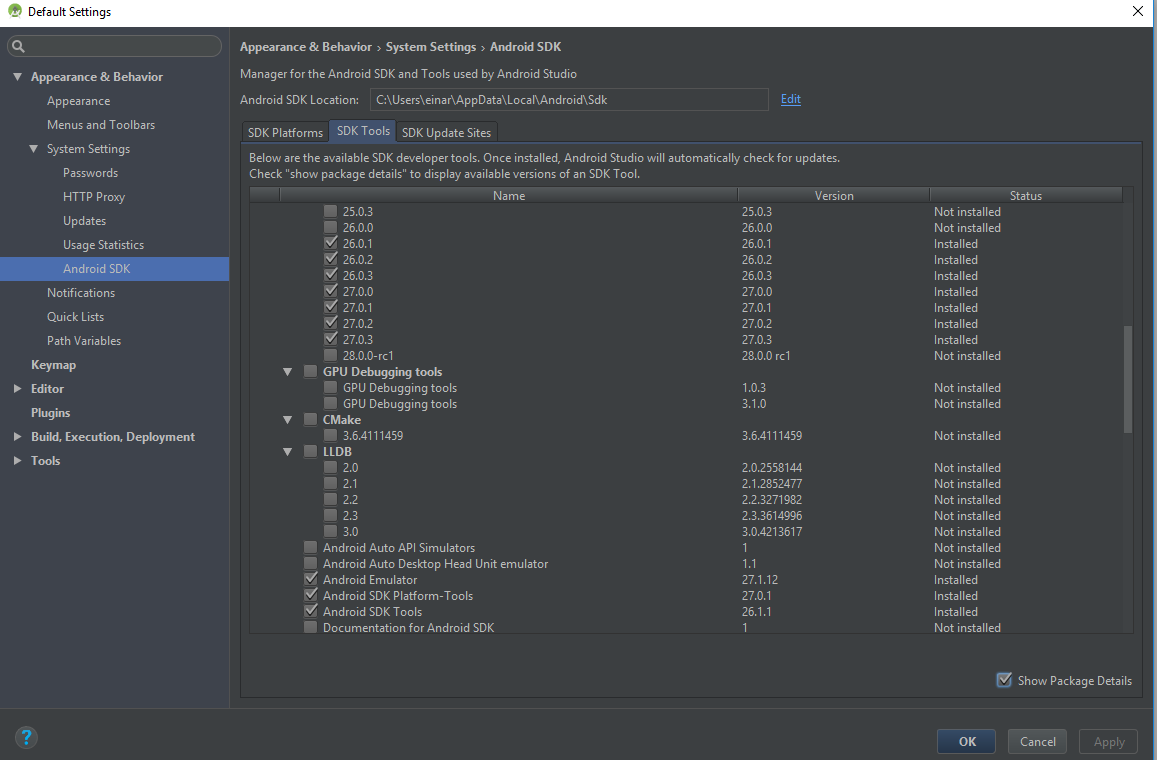 Default Settings
Appearance & Behavior
Appearance
Menus and Toolbars
System Settings
Passwords
HTTP Proxy
Updates
Usage Statistics
Android SDK
Notifications
Quick Lists
Path Variables
Keymap
Editor
Plugins
Build, Execution, Deployment
Tools
Appearance & Behavior › System Settings › Android SDK
Manager for the Android SDK and Tools used by Android Studio
Android SDK Location: C:\Users\einar\AppData\Local\Android\Sdk Edit
SDK Platforms SDK Tools SDK Update Sites
Below are the available SDK developer tools. Once installed, Android Studio will automatically check for updates.
Check "show package details" to display available versions of an SDK Tool.
Name Version Status
25.0.3 25.0.3 Not installed
26.0.0 26.0.0 Not installed
26.0.1 26.0.1 Installed
26.0.2 26.0.2 Installed
26.0.3 26.0.3 Installed
27.0.0 27.0.0 Installed
27.0.1 27.0.1 Installed
27.0.2 27.0.2 Installed
27.0.3 27.0.3 Installed
28.0.0-rc1 28.0.0 rc1 Not installed
GPU Debugging tools
GPU Debugging tools 1.0.3 Not installed
GPU Debugging tools 3.1.0 Not installed
CMake
3.6.4111459 3.6.4111459 Not installed
LLDB
2.0 2.0.2558144 Not installed
2.1 2.1.2852477 Not installed
2.2 2.2.3271982 Not installed
2.3 2.3.3614996 Not installed
3.0 3.0.4213617 Not installed
Android Auto API Simulators 1 Not installed
Android Auto Desktop Head Unit emulator 1.1 Not installed
Android Emulator 27.1.12 Installed
Android SDK Platform-Tools 27.0.1 Installed
Android SDK Tools 26.1.1 Installed
Documentation for Android SDK 1 Not installed
Show Package Details
? OK Cancel Apply